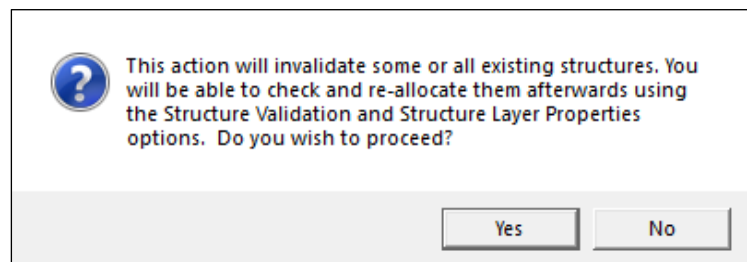 This action will invalidate some or all existing structures. You
will be able to check and re-allocate them afterwards using
the Structure Validation and Structure Layer Properties
options.  Do you wish to proceed?
Yes
No